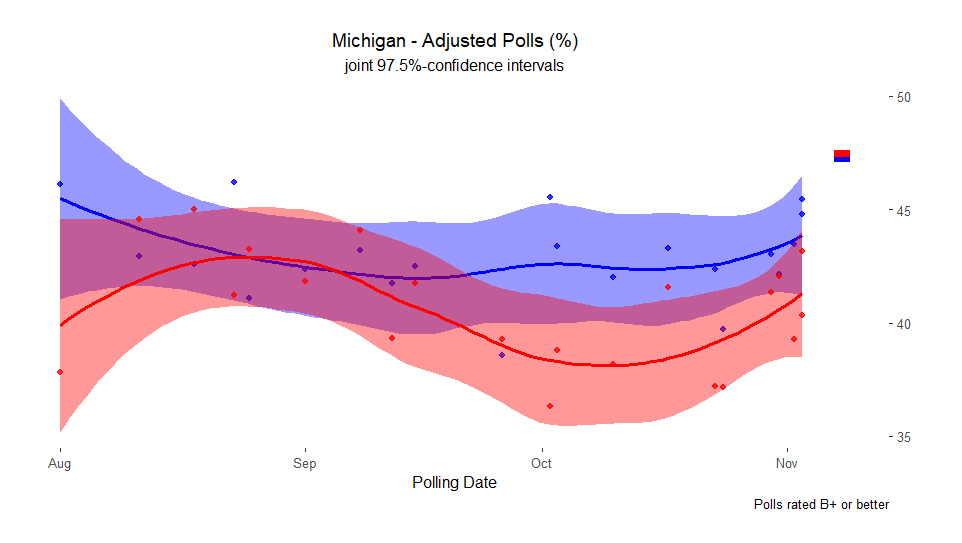 Michigan - Adjusted Polls (%)
joint 97.5%-confidence intervals
50
45
40
35
Aug Sep Oct Nov
Polling Date
Polls rated B+ or better